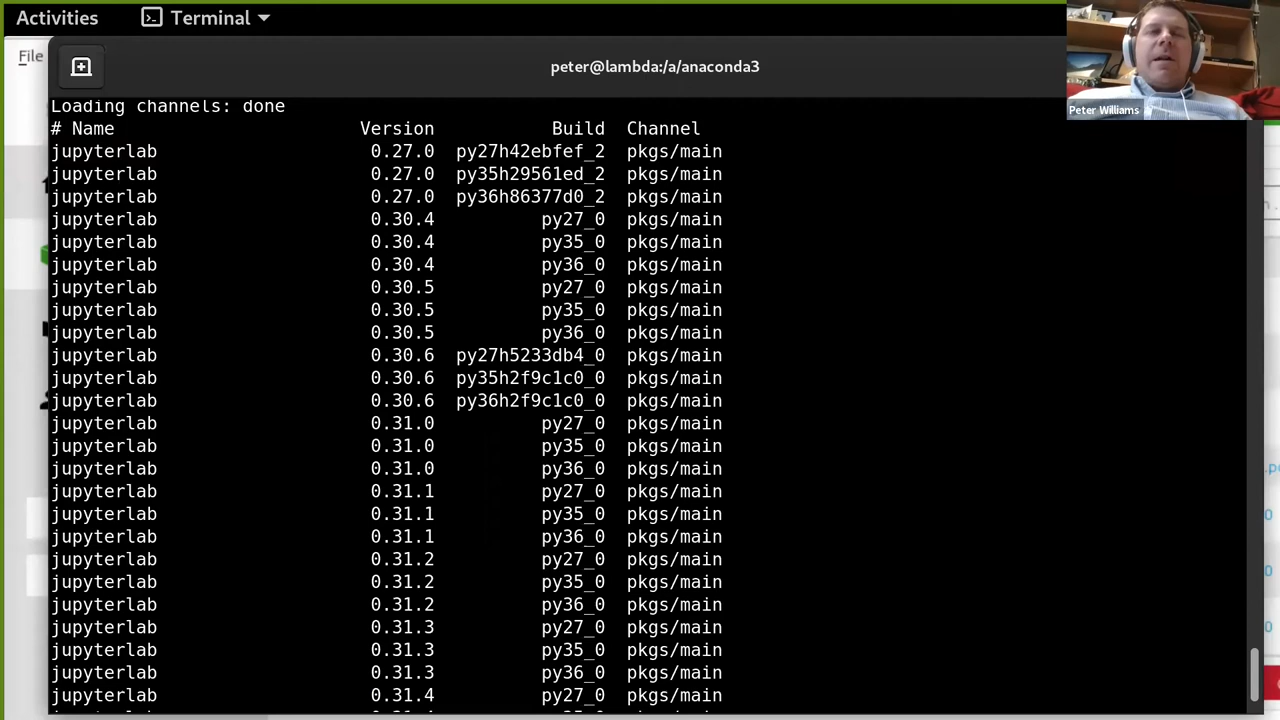 Activities
Terminal
File
peter@lambda:/a/anaconda3
Peter Williams
Loading channels: done
# Name Version Build Channel
jupyterlab 0.27.0 py27h42ebfef_2 pkgs/main
jupyterlab 0.27.0 py35h29561ed_2 pkgs/main
jupyterlab 0.27.0 py36h86377d0_2 pkgs/main
jupyterlab 0.30.4 py27_0 pkgs/main
jupyterlab 0.30.4 py35_0 pkgs/main
jupyterlab 0.30.4 py36_0 pkgs/main
jupyterlab 0.30.5 py27_0 pkgs/main
jupyterlab 0.30.5 py35_0 pkgs/main
jupyterlab 0.30.5 py36_0 pkgs/main
jupyterlab 0.30.6 py27h5233db4_0 pkgs/main
jupyterlab 0.30.6 py35h2f9c1c0_0 pkgs/main
jupyterlab 0.30.6 py36h2f9c1c0_0 pkgs/main
jupyterlab 0.31.0 py27_0 pkgs/main
jupyterlab 0.31.0 py35_0 pkgs/main
jupyterlab 0.31.0 py36_0 pkgs/main
jupyterlab 0.31.1 py27_0 pkgs/main
jupyterlab 0.31.1 py35_0 pkgs/main
jupyterlab 0.31.1 py36_0 pkgs/main
jupyterlab 0.31.2 py27_0 pkgs/main
jupyterlab 0.31.2 py35_0 pkgs/main
jupyterlab 0.31.2 py36_0 pkgs/main
jupyterlab 0.31.3 py27_0 pkgs/main
jupyterlab 0.31.3 py35_0 pkgs/main
jupyterlab 0.31.3 py36_0 pkgs/main
jupyterlab 0.31.4 py27_0 pkgs/main